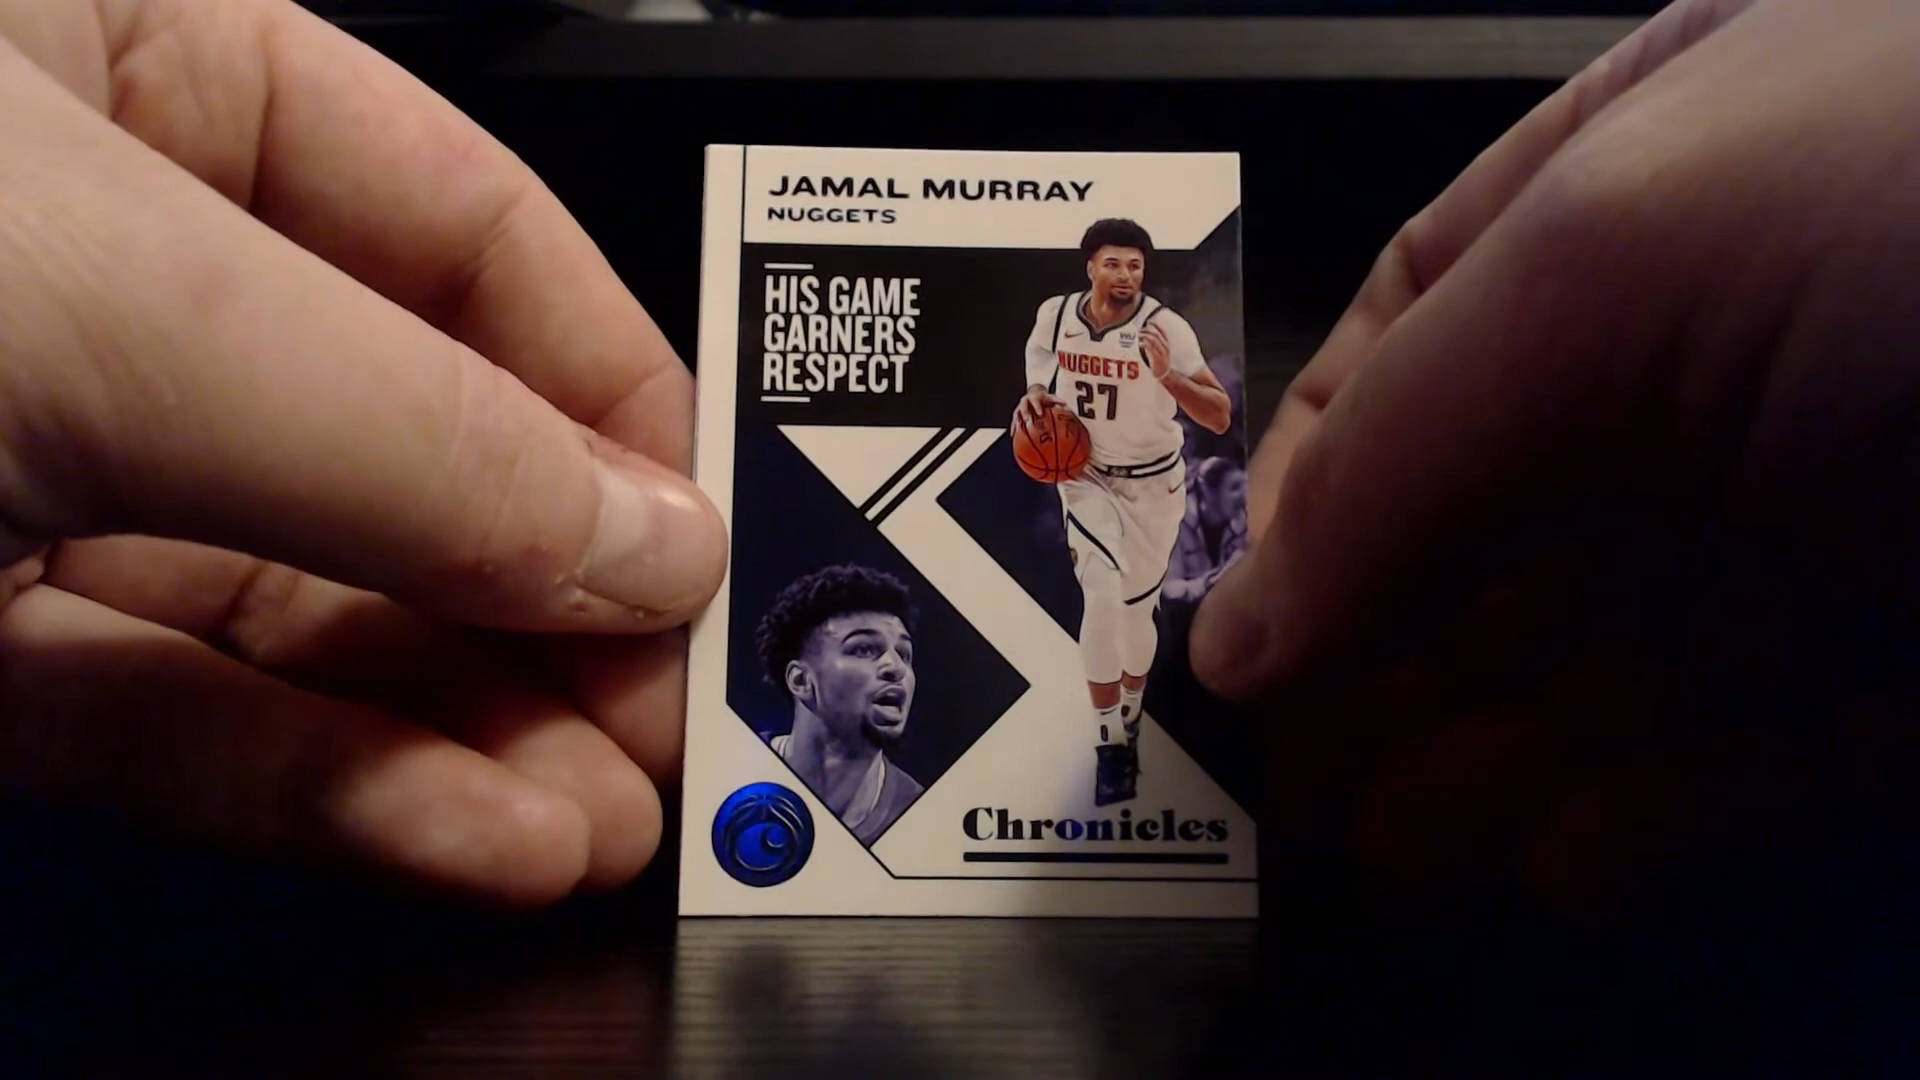 JAMAL MURRAY
NUGGETS
HIS GAME
GARNERS
RESPECT
NUGGETS
27
Chronicles